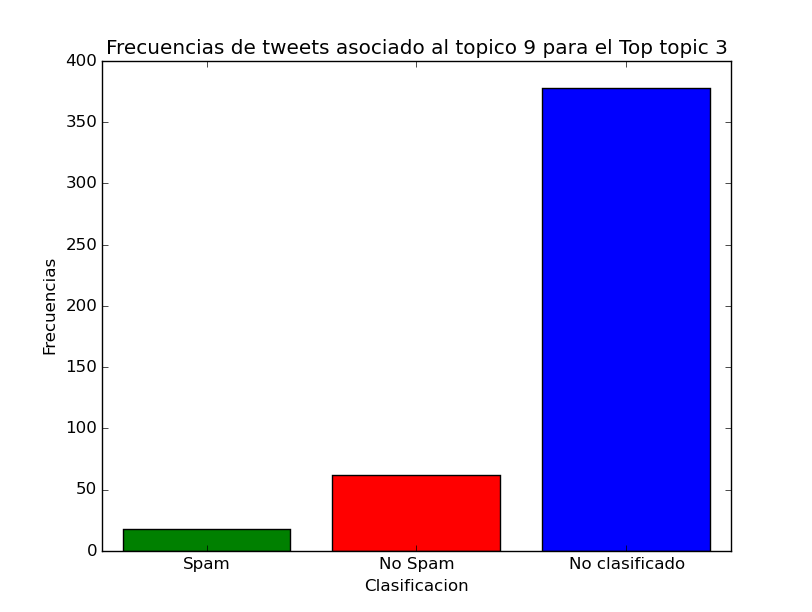 Frecuencias de tweets asociado al topico 9 para el Top topic 3
400
350
300
250
200
150
100
50
0
Frecuencias
Spam No Spam No clasificado
Clasificacion